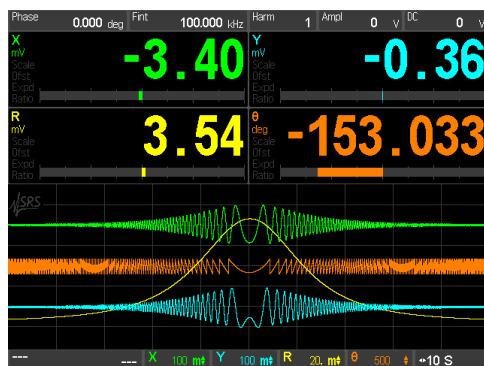 Phase 0.000 deg Fint 100.000 kHz Harm 1 Ampl 0 V DC 0 V
X Y
mV -3.40 mV -0.36
Scale Scale
Ofst Ofst
Expd Expd
Ratio Ratio
R θ
mV 3.54 deg -153.033
Scale Scale
Ofst Ofst
Expd Expd
Ratio Ratio
SRS
--- --- X 100 m Y 100 m R 20. m θ 500 10 S